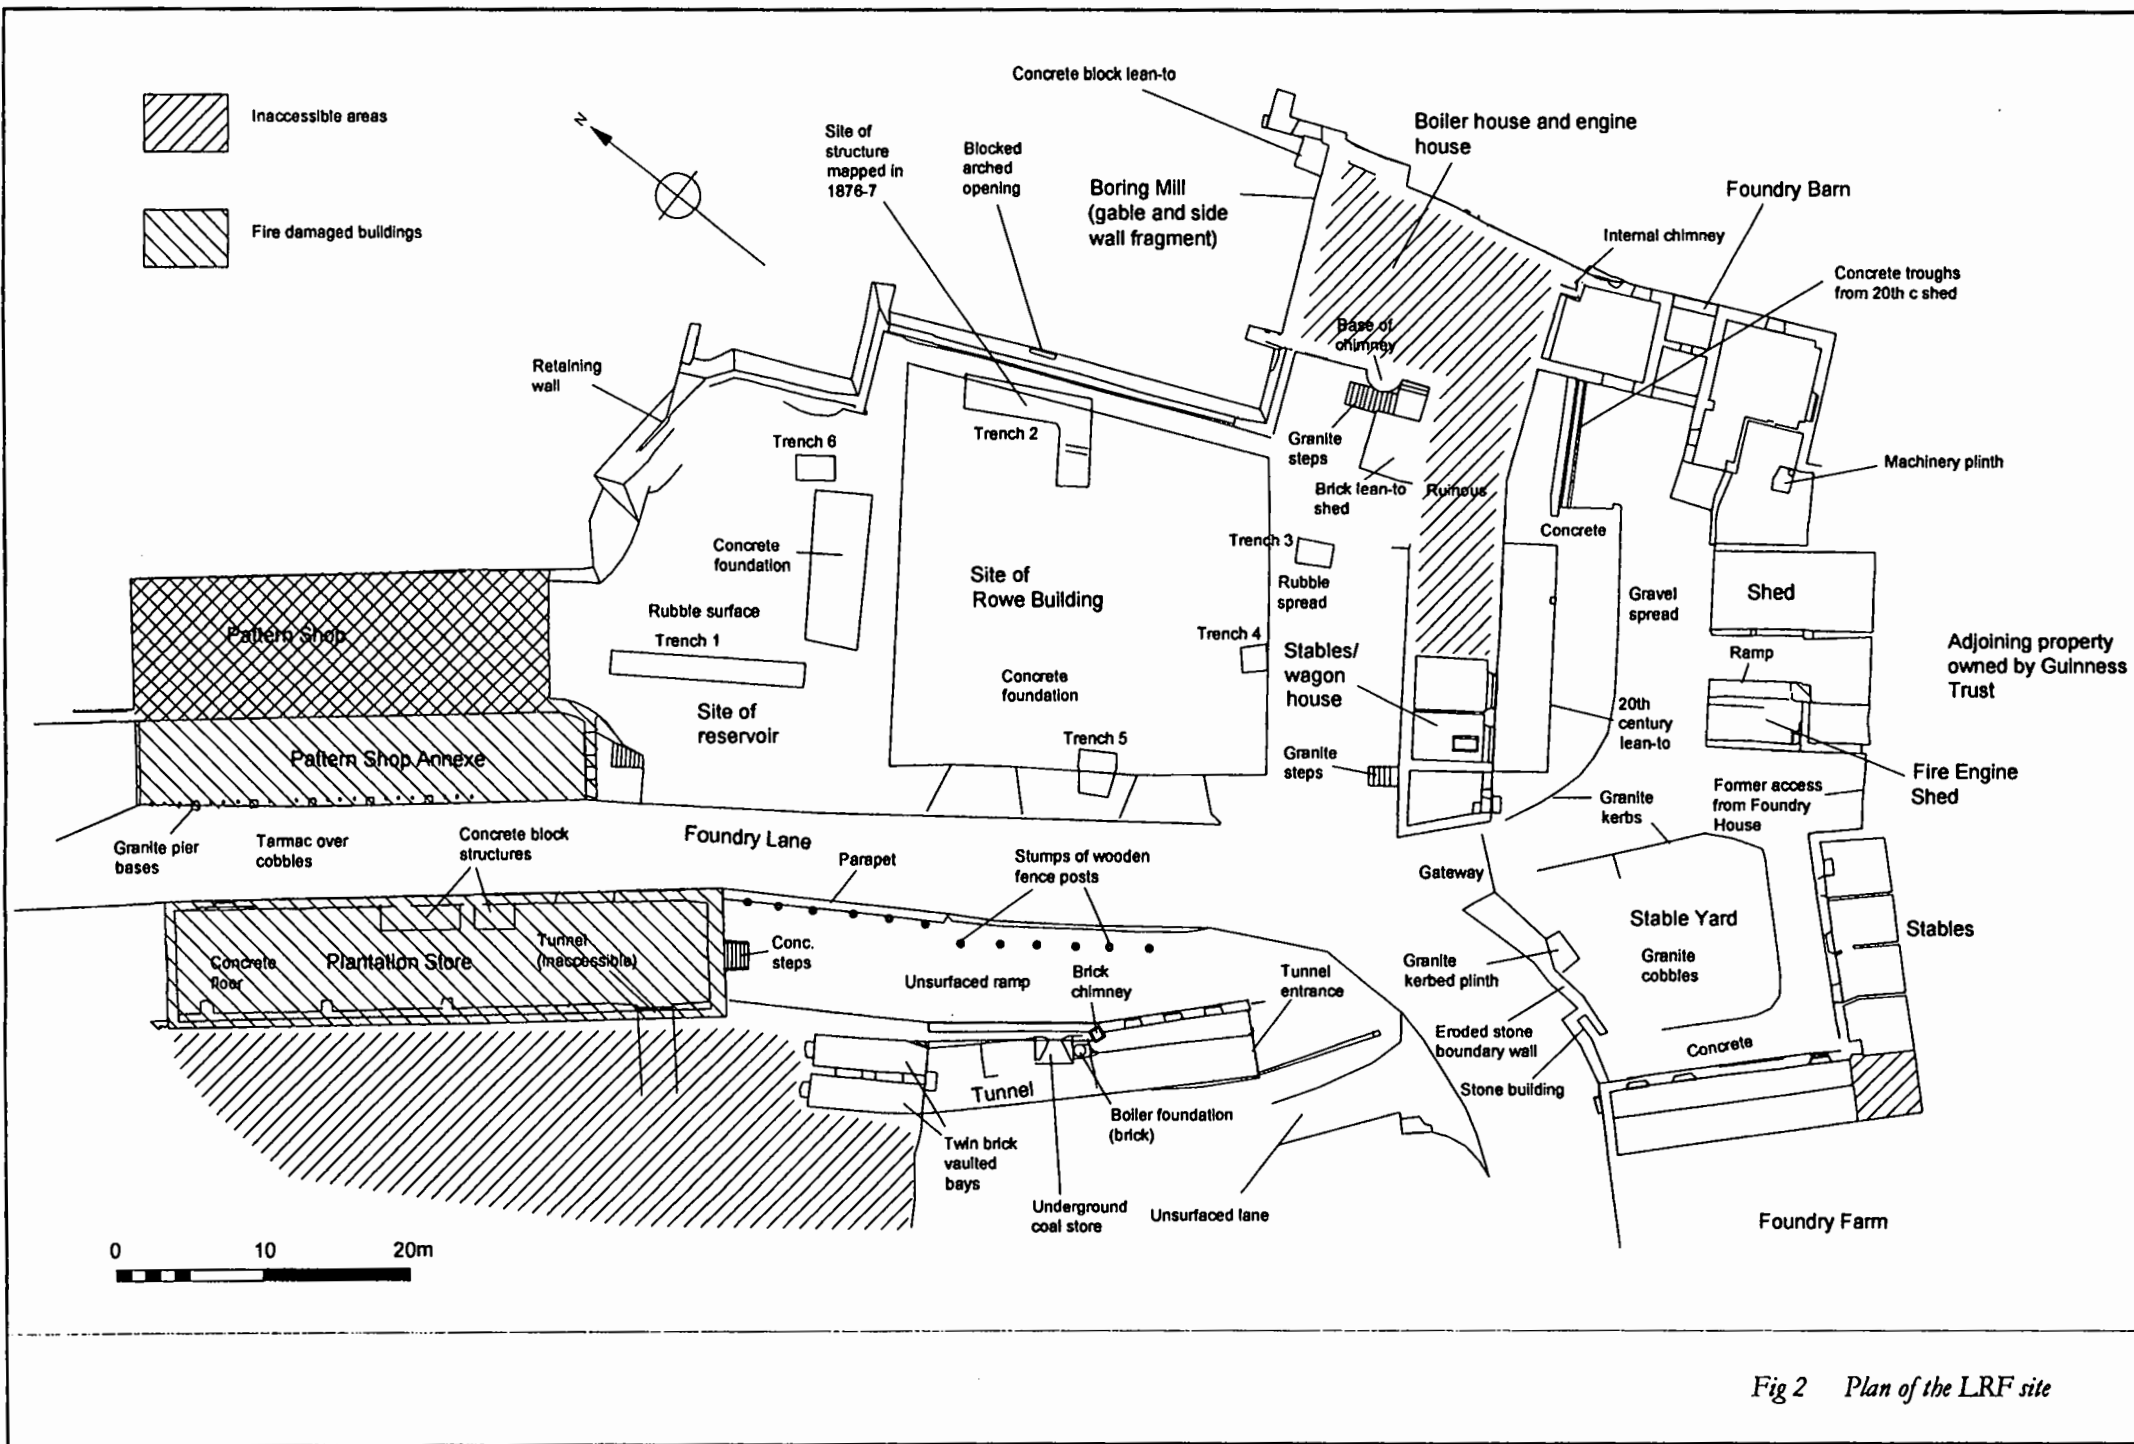 Concrete block lean-to
Inaccessible areas
Fire damaged buildings
N
Site of
structure
mapped in
1876-7
Blocked
arched
opening
Boring Mill
(gable and side
wall fragment)
Boiler house and engine
house
Foundry Barn
Internal chimney
Concrete troughs
from 20th c shed
Retaining
wall
Base of
chimney
Trench 6
Trench 2
Granite
steps
Machinery plinth
Brick lean-to
shed
Ruinous
Concrete
Concrete
foundation
Trench 3
Rubble
spread
Site of
Rowe Building
Gravel
spread
Shed
Rubble surface
Trench 1
Pattern Shop
Trench 4
Stables/
wagon
house
Concrete
foundation
Ramp
Adjoining property
owned by Guinness
Trust
Site of
reservoir
20th
century
lean-to
Trench 5
Granite
steps
Pattern Shop Annexe
Fire Engine
Shed
Former access
from Foundry
House
Granite
kerbs
Granite pier
bases
Tarmac over
cobbles
Concrete block
structures
Foundry Lane
Parapet
Stumps of wooden
fence posts
Gateway
Stable Yard
Stables
Granite
cobbles
Concrete
floor
Plantation Store
Tunnel
(inaccessible)
Conc.
steps
Unsurfaced ramp
Brick
chimney
Tunnel
entrance
Granite
kerbed plinth
Eroded stone
boundary wall
Concrete
Stone building
Tunnel
Boiler foundation
(brick)
Twin brick
vaulted
bays
Underground
coal store
Unsurfaced lane
Foundry Farm
0 10 20m
Fig 2 Plan of the LRF site